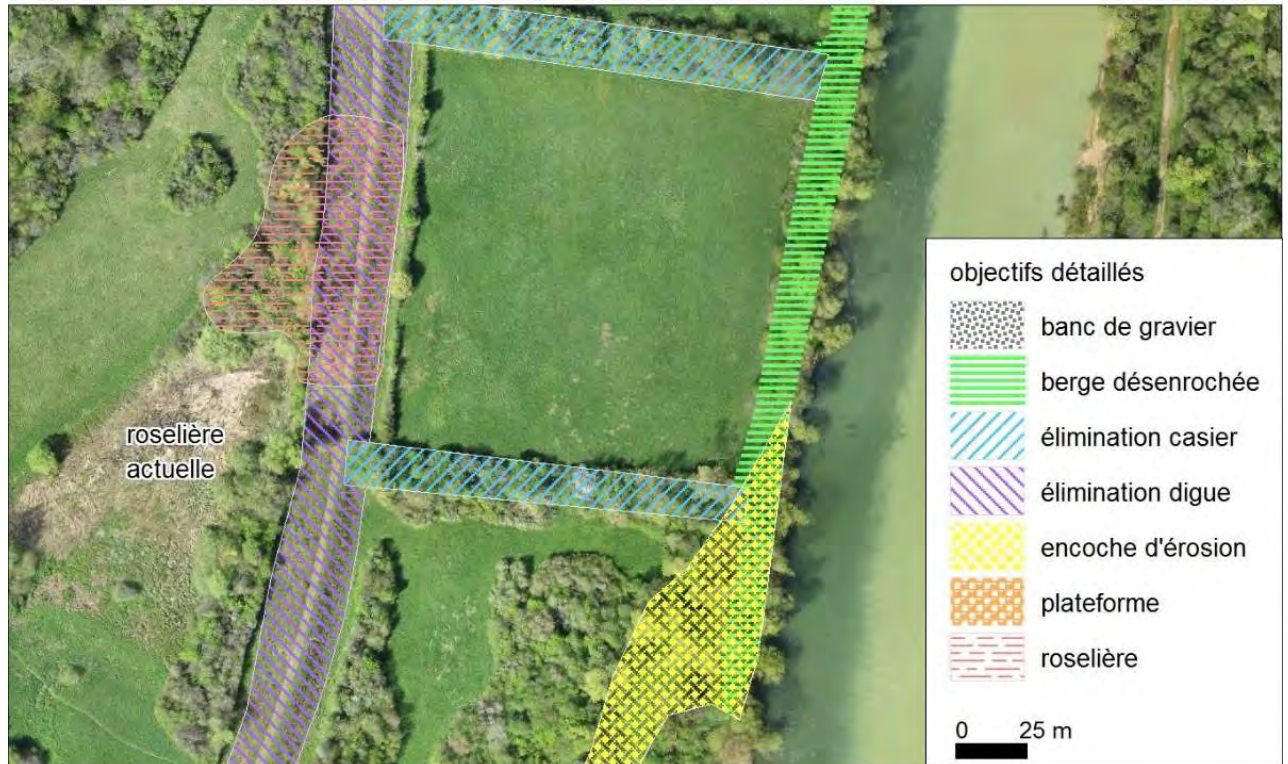 roselière
actuelle
objectifs détaillés
banc de gravier
berge désenrochée
élimination casier
élimination digue
encoche d'érosion
plateforme
roselière
0 25 m